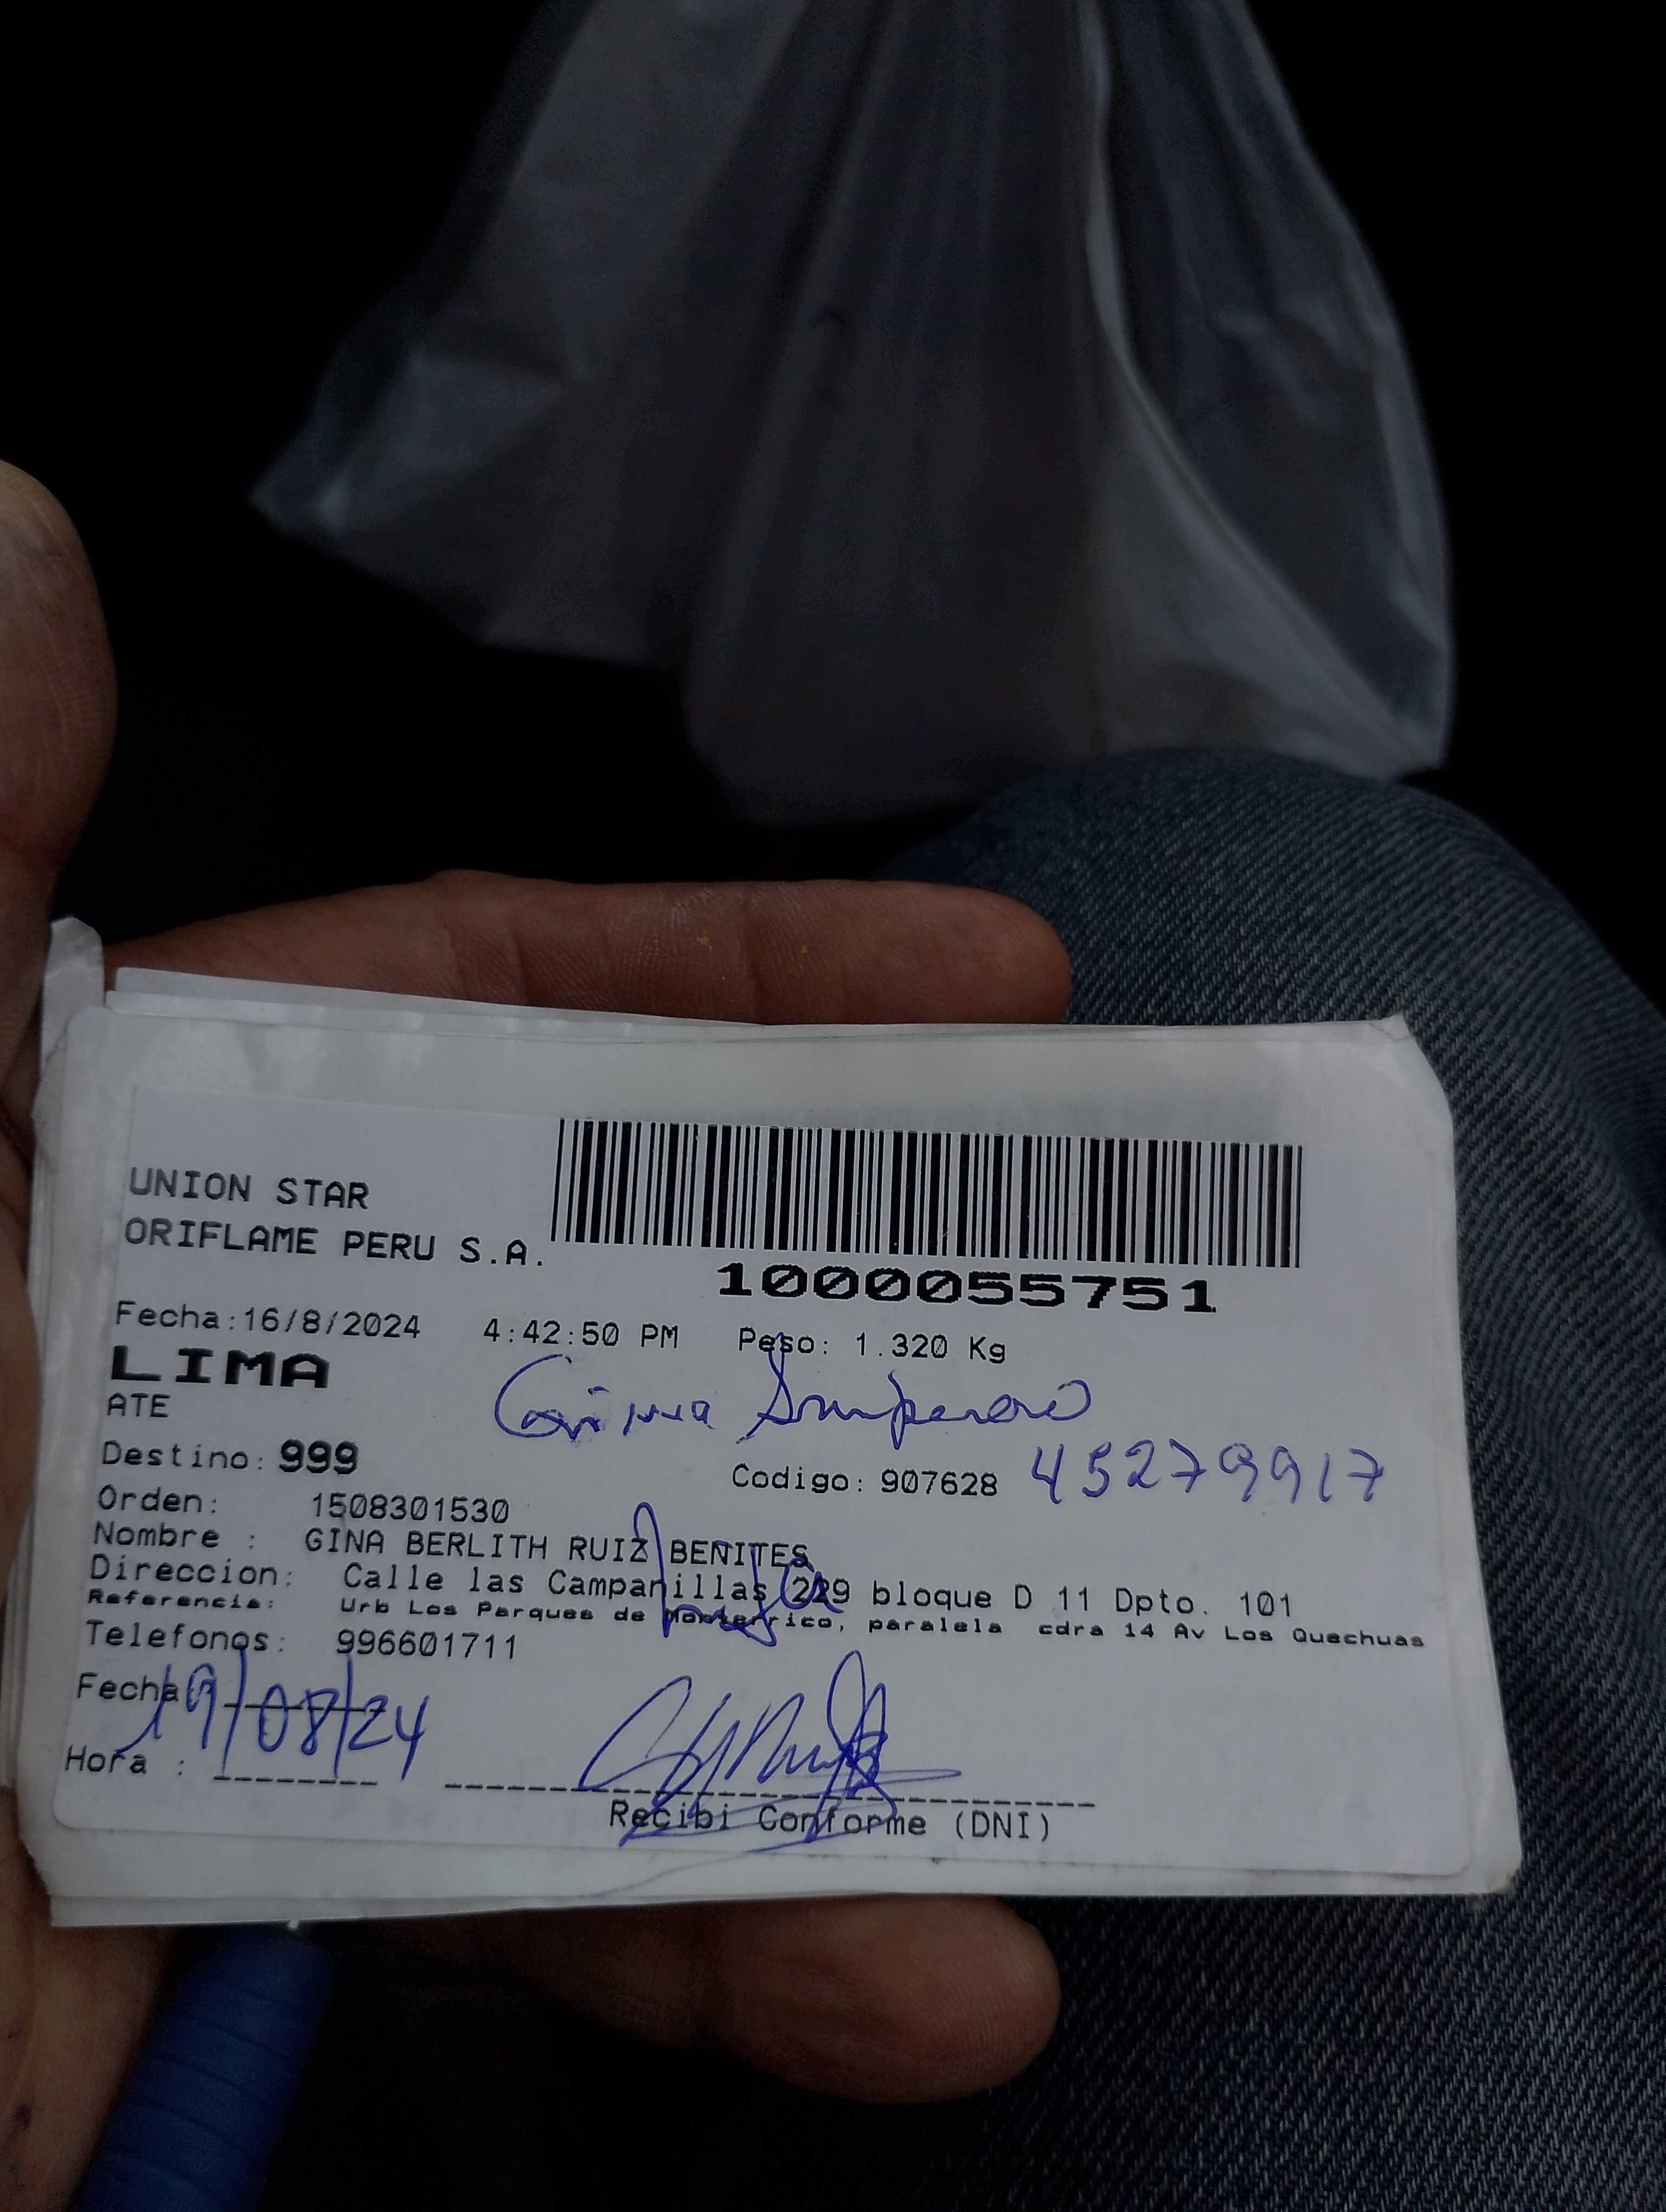 UNION STAR
ORIFLAME PERU S.A.
1000055751
Fecha:16/8/2024 4:42:50 PM Peso: 1.320 Kg
LIMA
ATE
Destino: 999
Codigo: 907628 45279917
Orden: 1508301530
Nombre : GINA BERLITH RUIZ BENITES
Direccion: Calle las Campanillas 229 bloque D 11 Dpto. 101
Referencia: Urb Los Parques de Monterrico, paralela cdra 14 Av Los Quechuas
Telefonos: 996601711
Fecha 19/08/24
Hora :
Recibi Conforme (DNI)